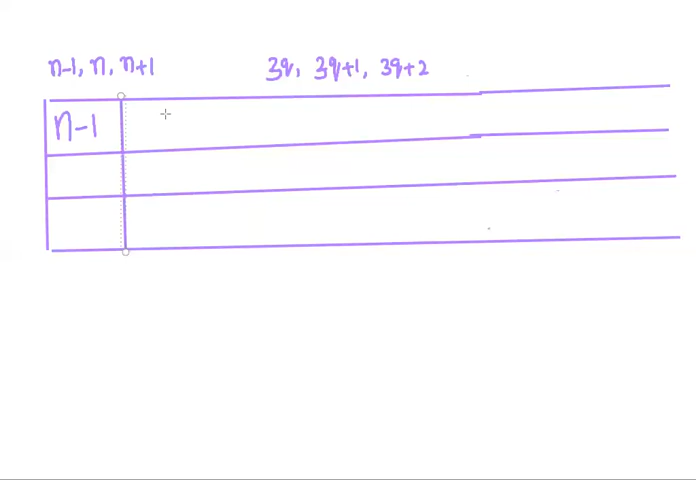 n-1, n, n+1
3q, 3q+1, 3q+2
n-1